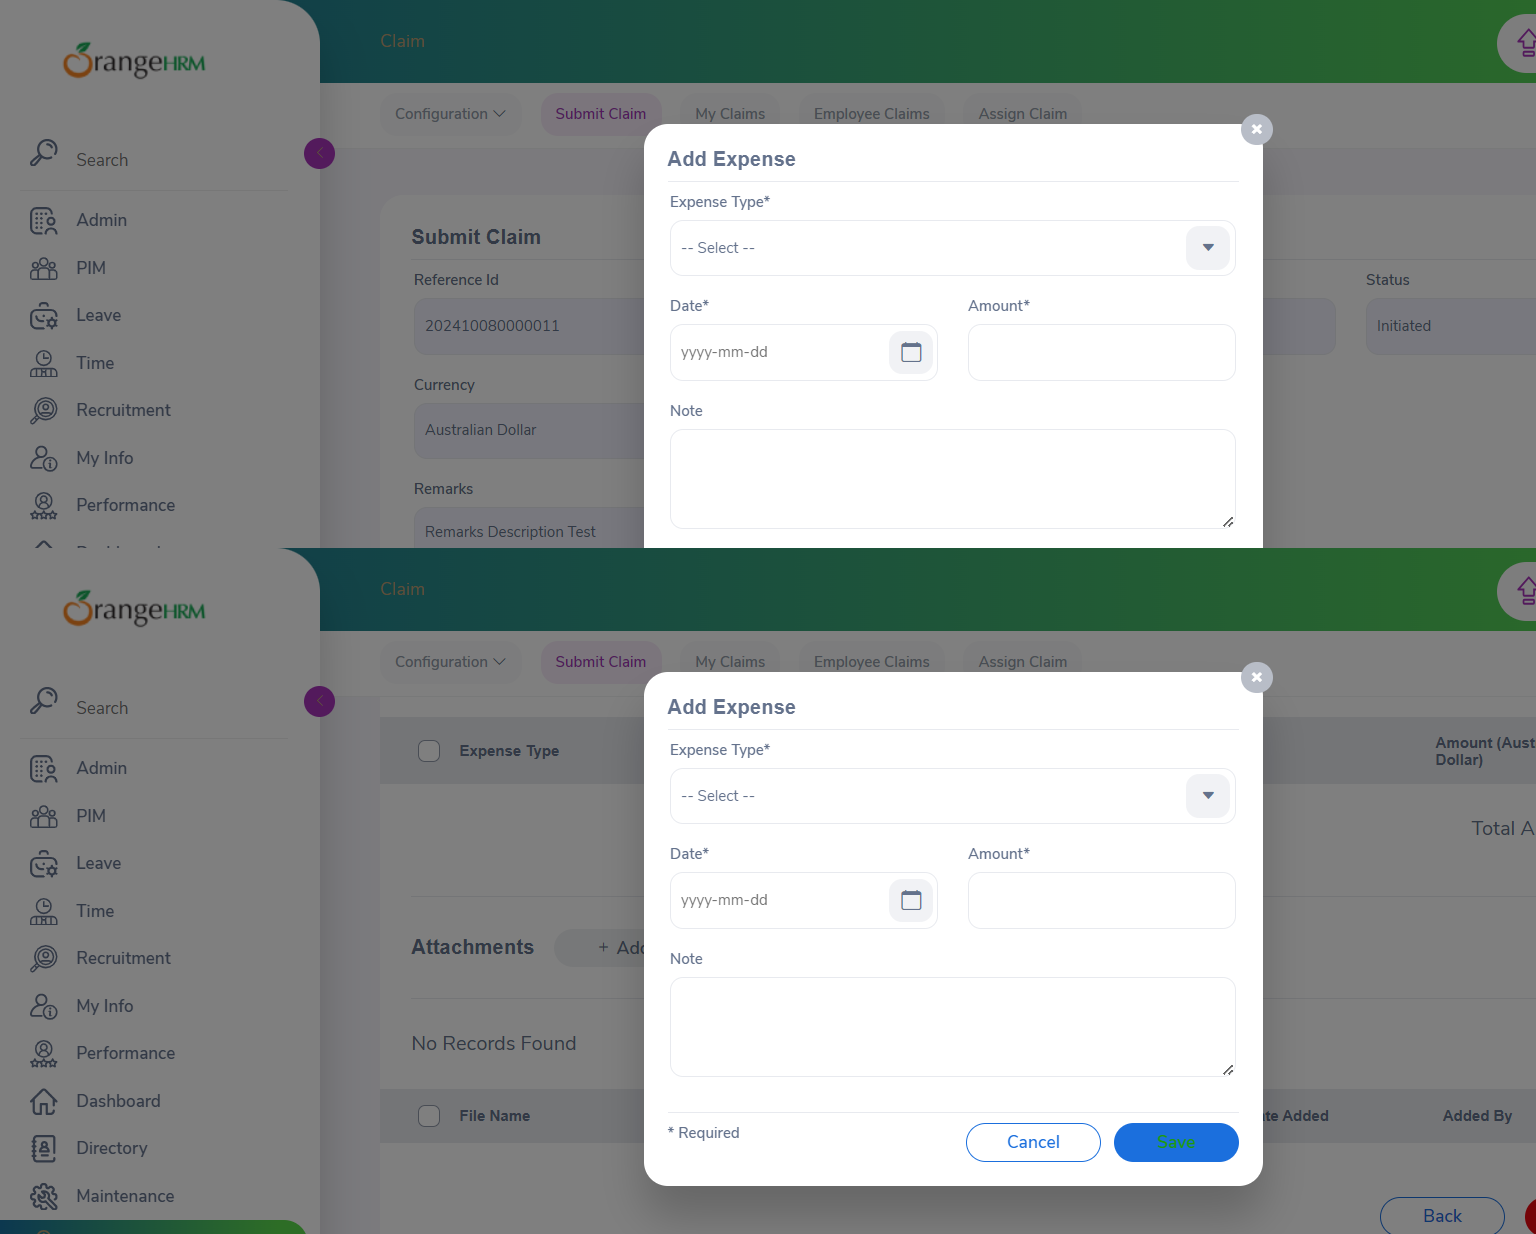 OrangeHRM
Claim
Configuration
Submit Claim
My Claims
Employee Claims
Assign Claim
Search
Admin
PIM
Leave
Time
Recruitment
My Info
Performance
Submit Claim
Reference Id
202410080000011
Status
Initiated
Currency
Australian Dollar
Remarks
Remarks Description Test
Add Expense
Expense Type*
-- Select --
Date*
Amount*
yyyy-mm-dd
Note
OrangeHRM
Claim
Configuration
Submit Claim
My Claims
Employee Claims
Assign Claim
Search
Admin
PIM
Leave
Time
Recruitment
My Info
Performance
Dashboard
Directory
Maintenance
Expense Type
Amount (Aust
Dollar)
Total A
Attachments
+ Add
No Records Found
File Name
te Added
Added By
Back
Add Expense
Expense Type*
-- Select --
Date*
Amount*
yyyy-mm-dd
Note
* Required
Cancel
Save